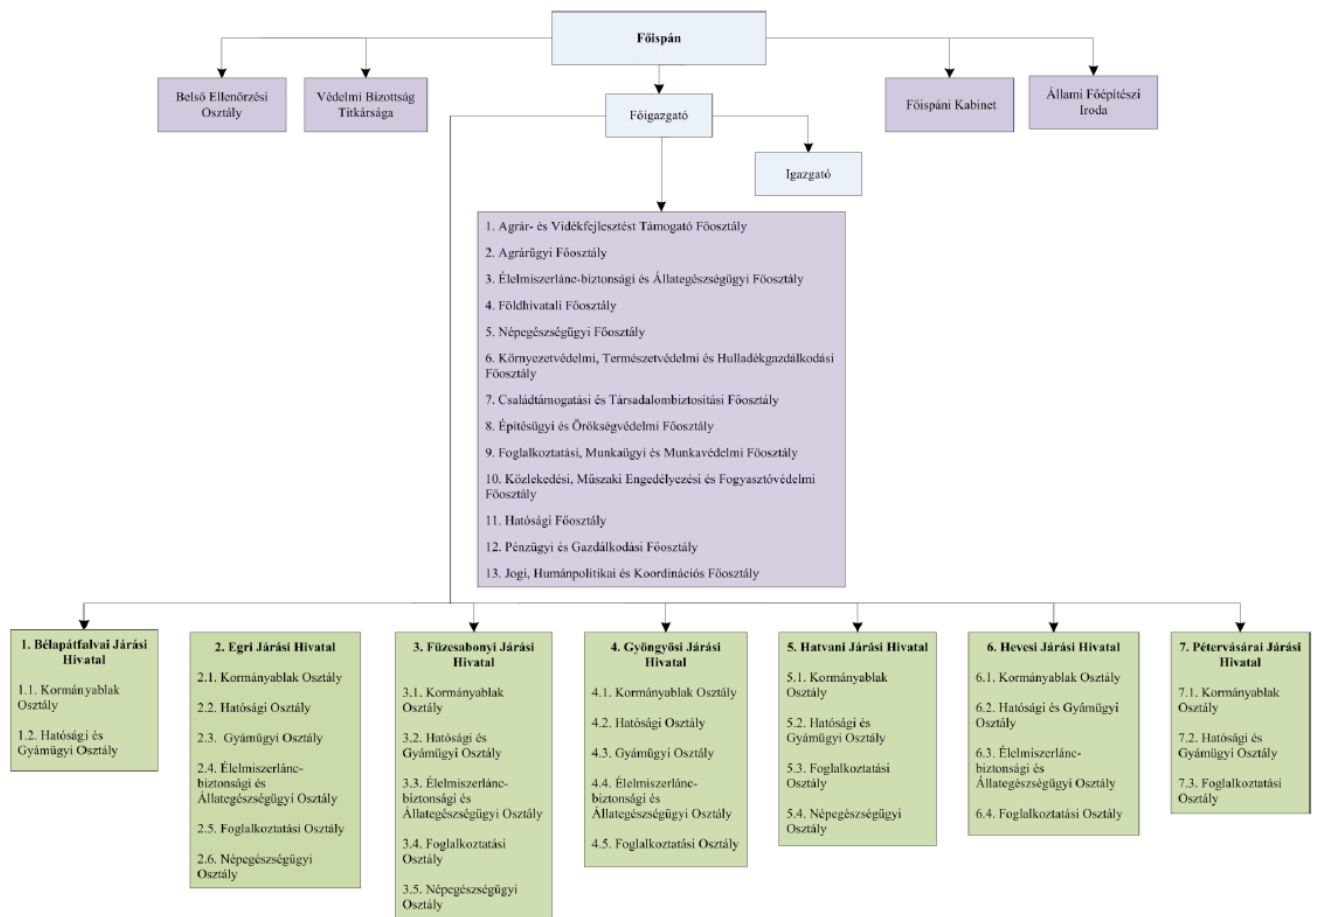 Főispán
Belső Ellenőrzési
Osztály
Védelmi Bizottság
Titkársága
Főispáni Kabinet
Állami Főépítészi
Iroda
Főigazgató
Igazgató
1. Agrár- és Vidékfejlesztést Támogató Főosztály
2. Agrárügyi Főosztály
3. Élelmiszerlánc-biztonsági és Állategészségügyi Főosztály
4. Földhivatali Főosztály
5. Népegészségügyi Főosztály
6. Környezetvédelmi, Természetvédelmi és Hulladékgazdálkodási
Főosztály
7. Családtámogatási és Társadalombiztosítási Főosztály
8. Építésügyi és Örökségvédelmi Főosztály
9. Foglalkoztatási, Munkaügyi és Munkavédelmi Főosztály
10. Közlekedési, Műszaki Engedélyezési és Fogyasztóvédelmi
Főosztály
11. Hatósági Főosztály
12. Pénzügyi és Gazdálkodási Főosztály
13. Jogi, Humánpolitikai és Koordinációs Főosztály
1. Bélapátfalvai Járási
Hivatal
1.1. Kormányablak
Osztály
1.2. Hatósági és
Gyámügyi Osztály
2. Egri Járási Hivatal
2.1. Kormányablak Osztály
2.2. Hatósági Osztály
2.3. Gyámügyi Osztály
2.4. Élelmiszerlánc-
biztonsági és
Állategészségügyi Osztály
2.5. Foglalkoztatási Osztály
2.6. Népegészségügyi
Osztály
3. Füzesabonyi Járási
Hivatal
3.1. Kormányablak
Osztály
3.2. Hatósági és
Gyámügyi Osztály
3.3. Élelmiszerlánc-
biztonsági és
Állategészségügyi Osztály
3.4. Foglalkoztatási
Osztály
3.5. Népegészségügyi
Osztály
4. Gyöngyösi Járási
Hivatal
4.1. Kormányablak Osztály
4.2. Hatósági Osztály
4.3. Gyámügyi Osztály
4.4. Élelmiszerlánc-
biztonsági és
Állategészségügyi Osztály
4.5. Foglalkoztatási Osztály
5. Hatvani Járási Hivatal
5.1. Kormányablak
Osztály
5.2. Hatósági és
Gyámügyi Osztály
5.3. Foglalkoztatási
Osztály
5.4. Népegészségügyi
Osztály
6. Hevesi Járási Hivatal
6.1. Kormányablak Osztály
6.2. Hatósági és Gyámügyi
Osztály
6.3. Élelmiszerlánc-
biztonsági és
Állategészségügyi Osztály
6.4. Foglalkoztatási Osztály
7. Pétervásárai Járási
Hivatal
7.1. Kormányablak
Osztály
7.2. Hatósági és
Gyámügyi Osztály
7.3. Foglalkoztatási
Osztály